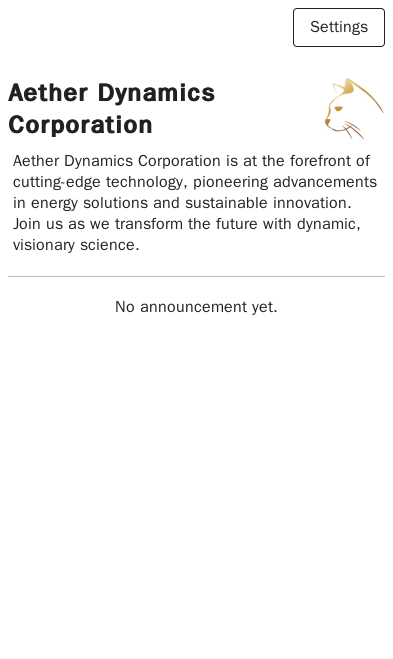 Settings
Aether Dynamics
Corporation
Aether Dynamics Corporation is at the forefront of
cutting-edge technology, pioneering advancements
in energy solutions and sustainable innovation.
Join us as we transform the future with dynamic,
visionary science.
No announcement yet.